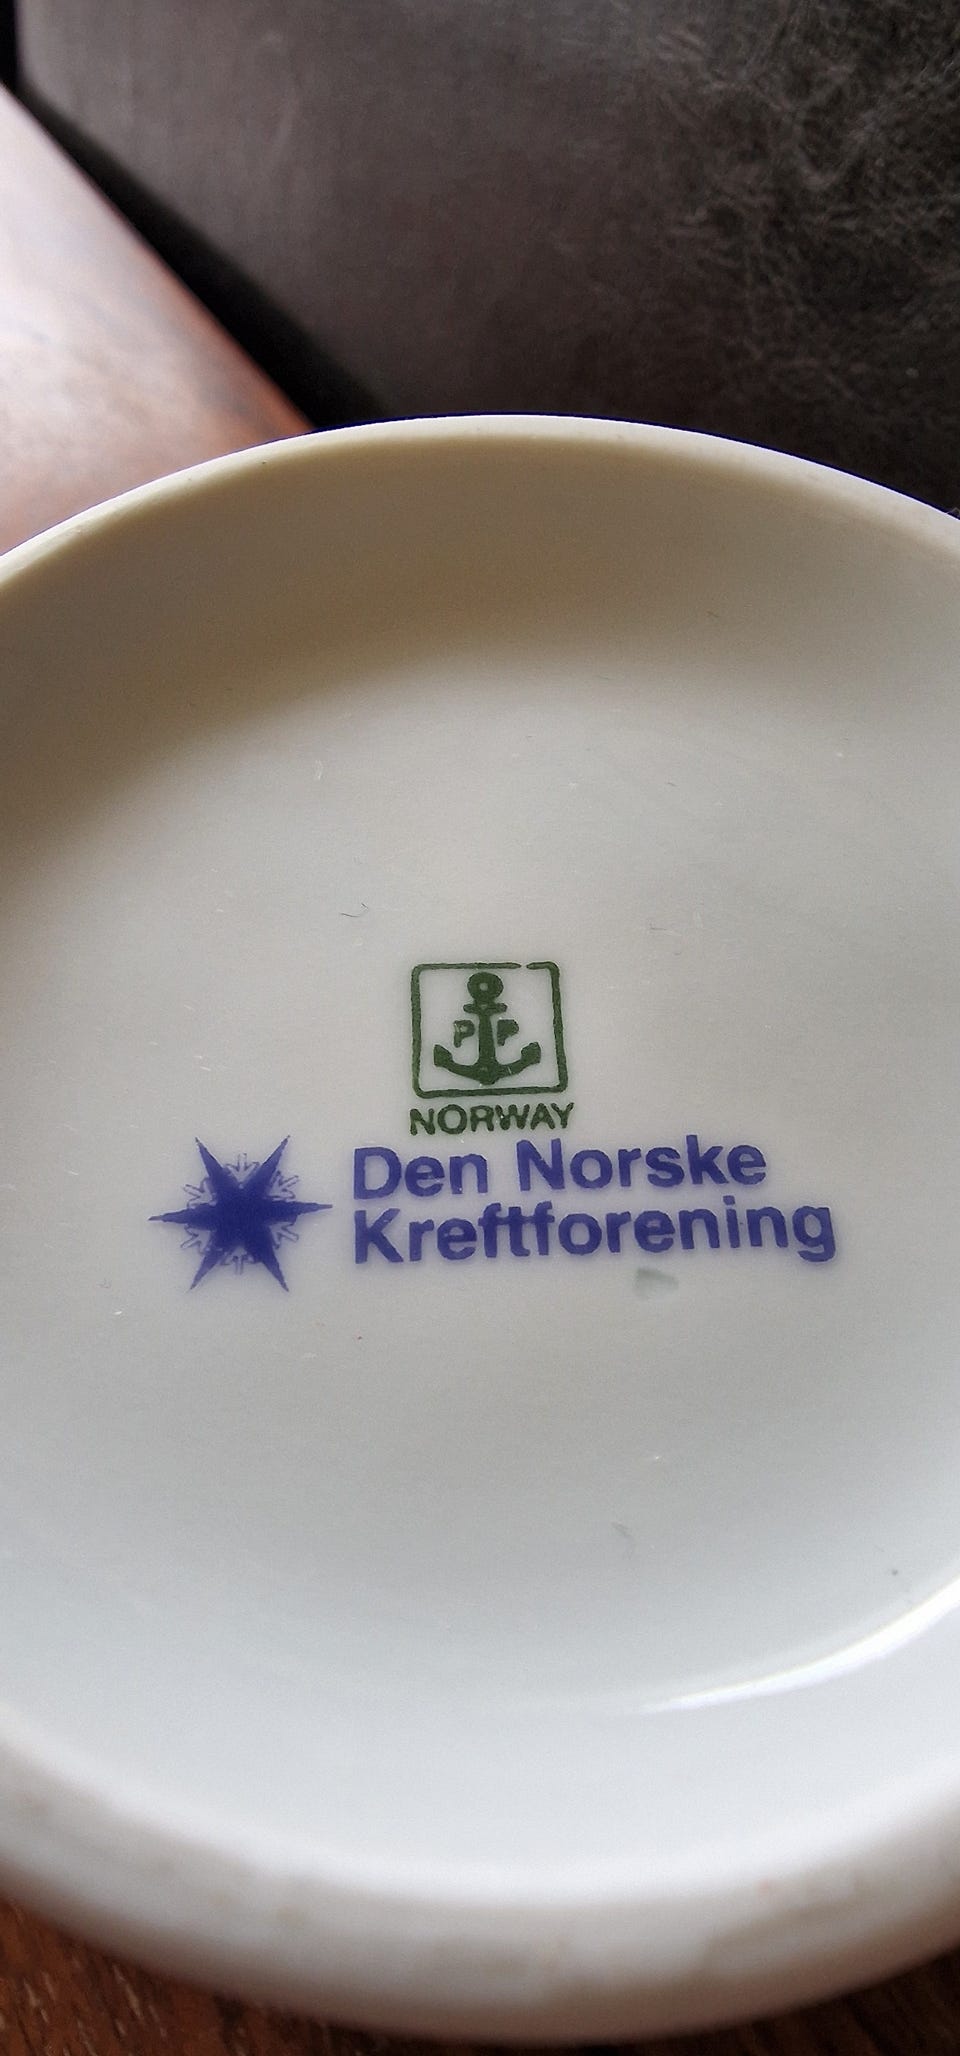 P P
NORWAY
Den Norske
Kreftforening